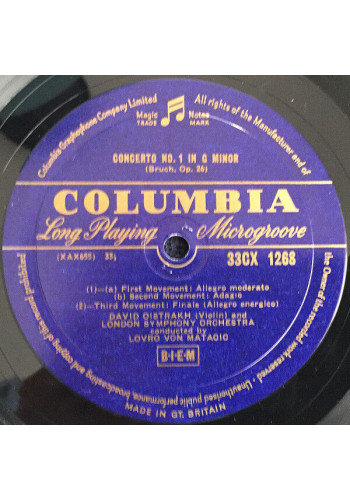 Columbia Graphophone Company Limited
All rights of the Manufacturer and of
Magic Notes
TRADE MARK
CONCERTO NO. 1 IN G MINOR
(Bruch, Op. 26)
COLUMBIA
Long Playing Microgroove
(XAX655) 33⅓
33CX 1268
(1)—(a) First Movement: Allegro moderato
(b) Second Movement: Adagio
(2)—Third Movement: Finale (Allegro energico)
DAVID OISTRAKH (Violin) and
LONDON SYMPHONY ORCHESTRA
conducted by
LOVRO VON MATACIC
B·I·E·M
the Owner of the recorded work reserved. Unauthorised public performance, broadcasting and copying of this record prohibited
MADE IN GT. BRITAIN